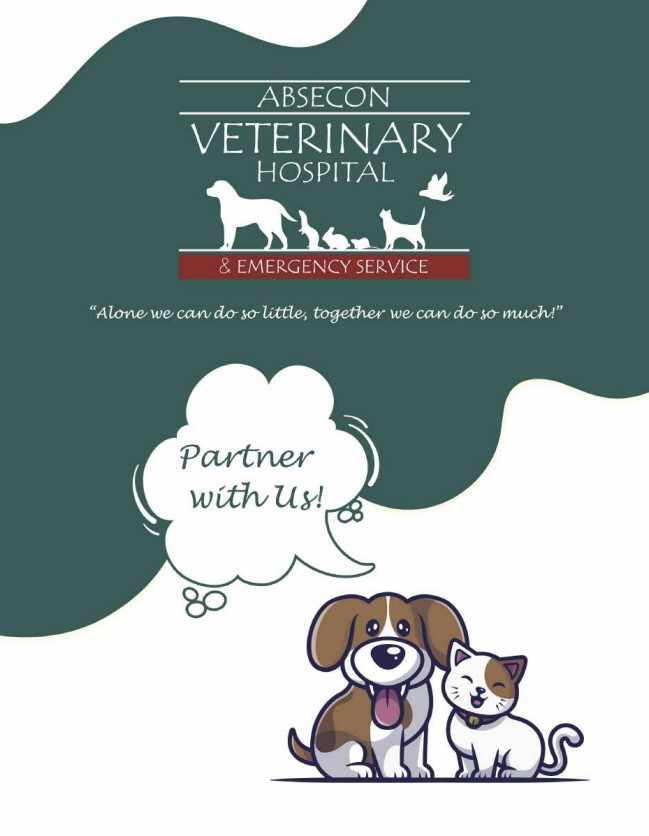 ABSECON
VETERINARY
HOSPITAL
& EMERGENCY SERVICE
“Alone we can do so little, together we can do so much!”
Partner
with Us!